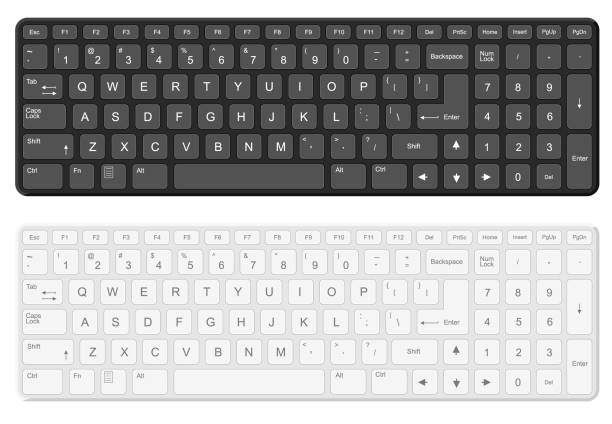 Esc F1 F2 F3 F4 F5 F6 F7 F8 F9 F10 F11 F12 Del PrtSc Home Insert PgUp PgDn
~ ! @ # $ % ^ * ( ) — +
- 1 2 3 4 5 6 7 8 9 0 - = Backspace Num Lock / * -
Tab Q W E R T Y U I O P { | } | 7 8 9
Caps Lock A S D F G H J K L : ; | \ Enter 4 5 6
Shift Z X C V B N M < , > . ? / Shift 1 2 3 Enter
Ctrl Fn Alt Alt Ctrl 0 Del
Esc F1 F2 F3 F4 F5 F6 F7 F8 F9 F10 F11 F12 Del PrtSc Home Insert PgUp PgDn
~ ! @ # $ % ^ * ( ) — +
- 1 2 3 4 5 6 7 8 9 0 - = Backspace Num Lock / * -
Tab Q W E R T Y U I O P { | } | 7 8 9
Caps Lock A S D F G H J K L : ; | \ Enter 4 5 6
Shift Z X C V B N M < , > . ? / Shift 1 2 3 Enter
Ctrl Fn Alt Alt Ctrl 0 Del